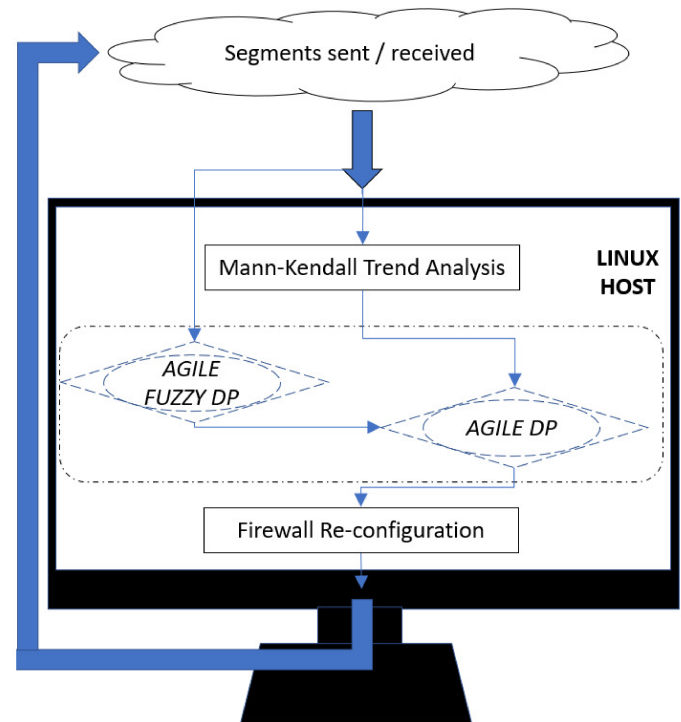 Segments sent / received
Mann-Kendall Trend Analysis
LINUX
HOST
AGILE
FUZZY DP
AGILE DP
Firewall Re-configuration